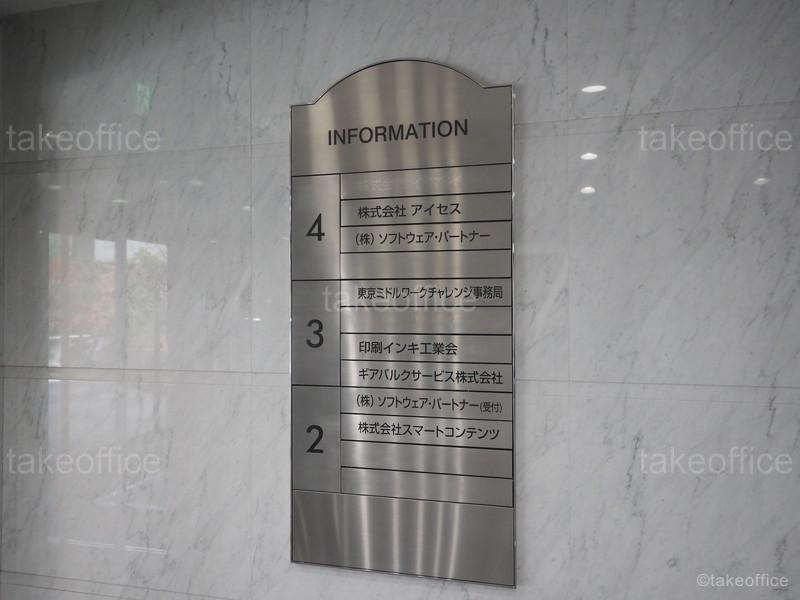 takeoffice
takeoffice
INFORMATION
4
株式会社 アイセス
(株) ソフトウェア・パートナー
3
東京ミドルワークチャレンジ事務局
takeoffice
印刷インキ工業会
ギアバルクサービス株式会社
2
(株) ソフトウェア・パートナー(受付)
株式会社スマートコンテンツ
takeoffice
takeoffice
©takeoffice